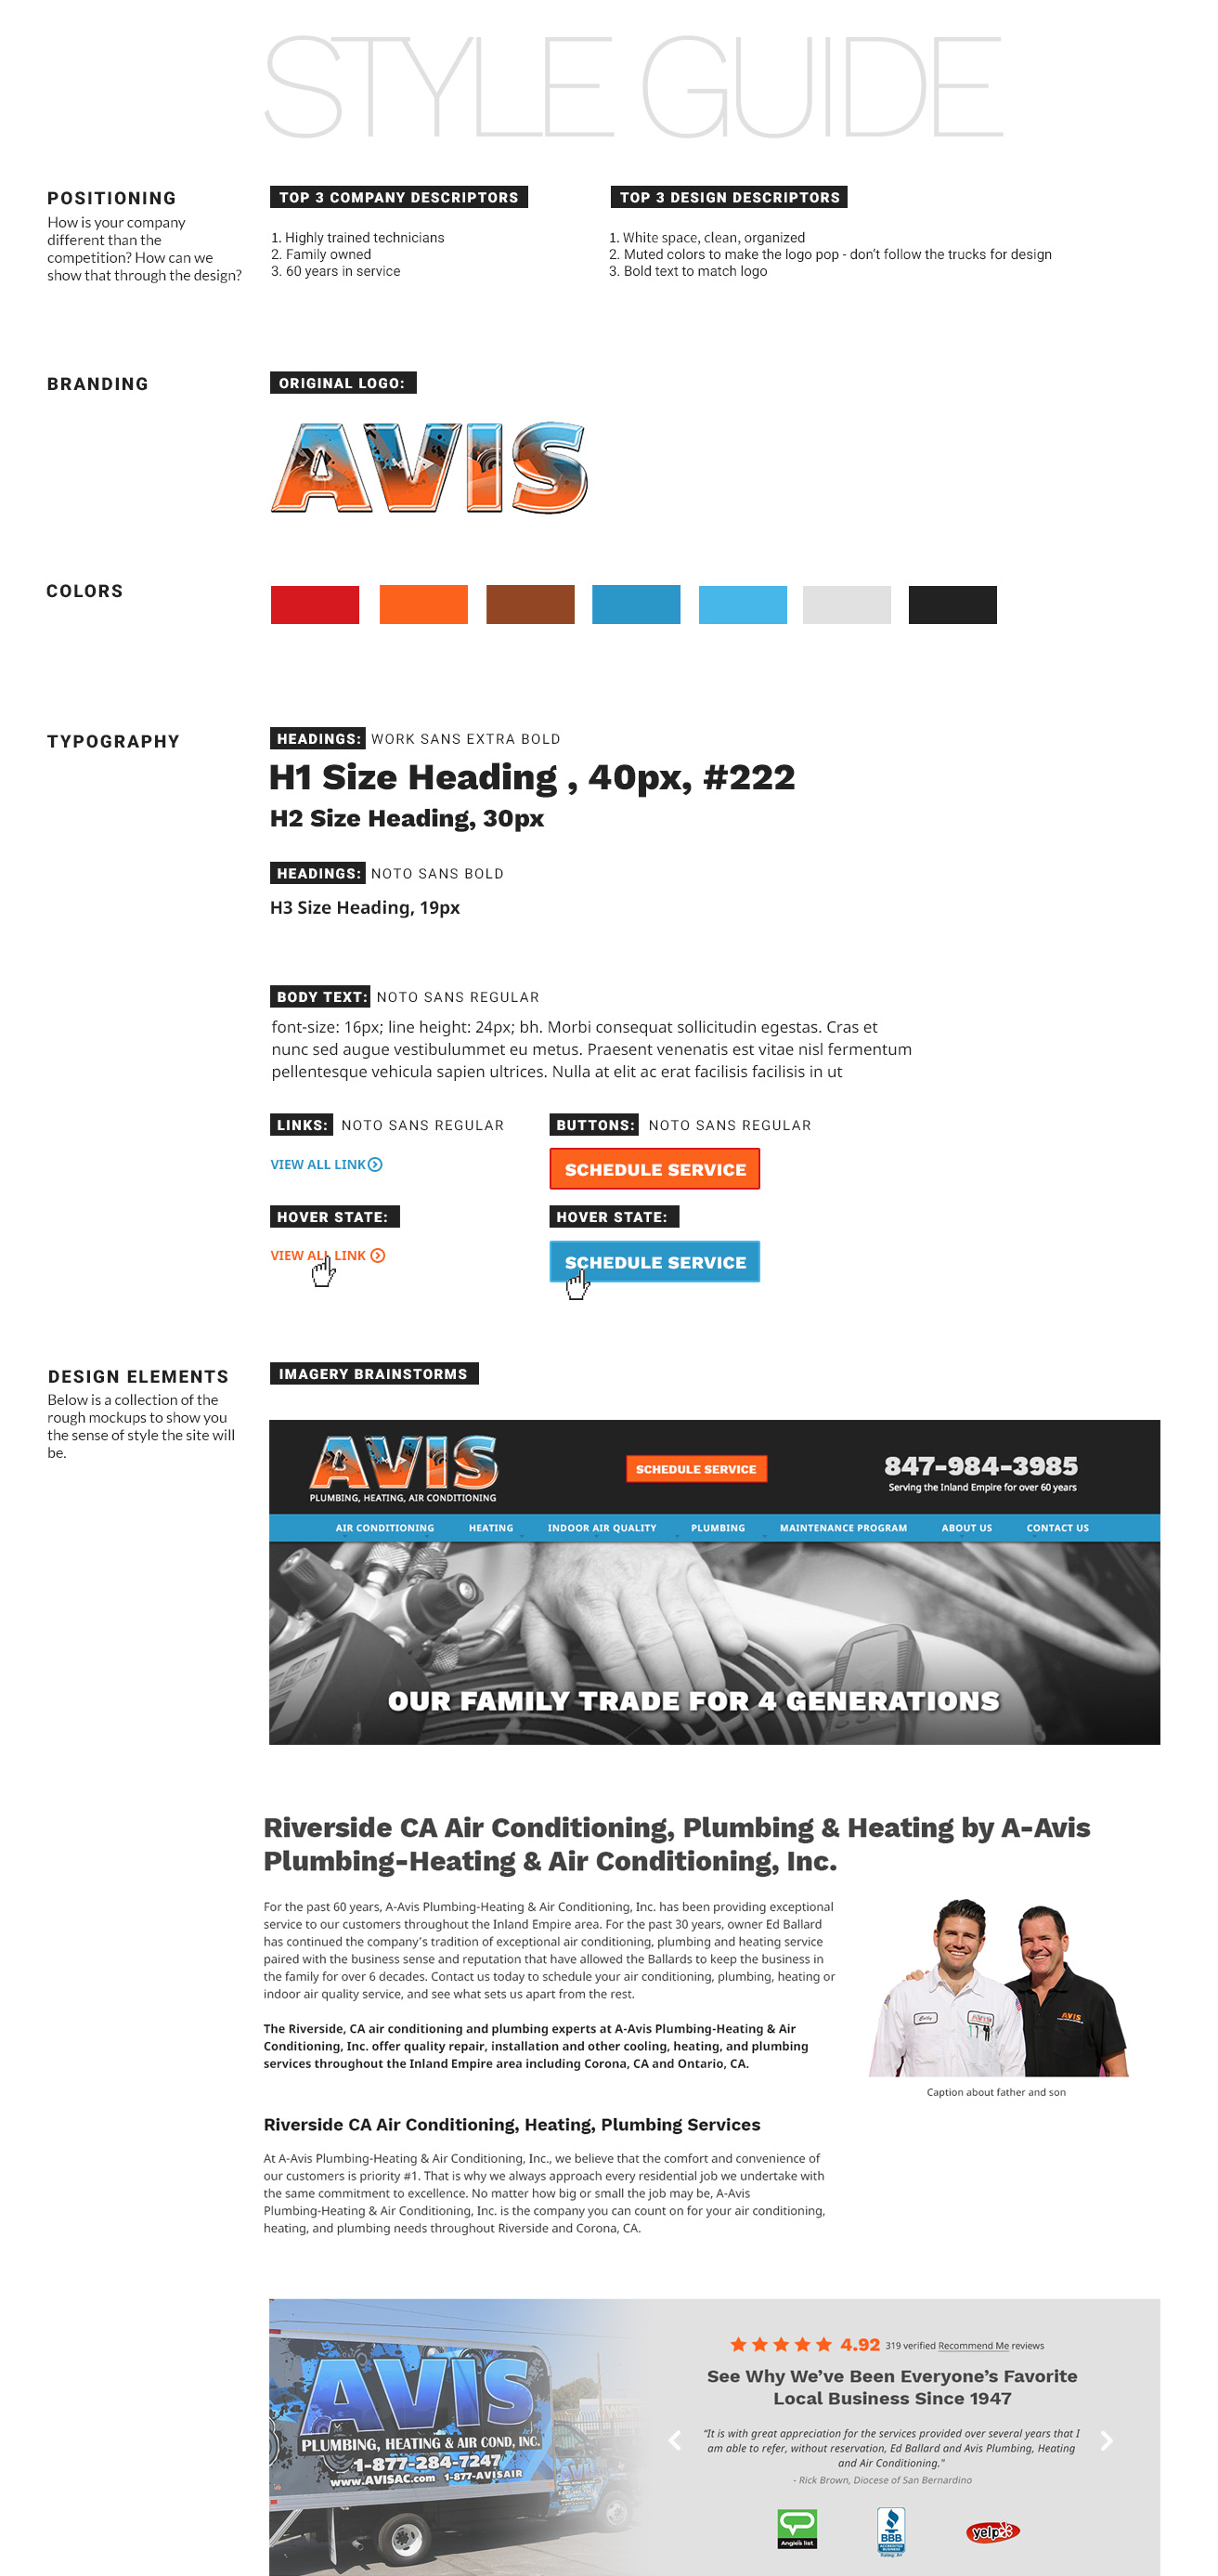 STYLE GUIDE
POSITIONING
How is your company
different than the
competition? How can we
show that through the design?
TOP 3 COMPANY DESCRIPTORS
1. Highly trained technicians
2. Family owned
3. 60 years in service
TOP 3 DESIGN DESCRIPTORS
1. White space, clean, organized
2. Muted colors to make the logo pop - don't follow the trucks for design
3. Bold text to match logo
BRANDING
ORIGINAL LOGO:
AVIS
COLORS
TYPOGRAPHY
HEADINGS: WORK SANS EXTRA BOLD
H1 Size Heading , 40px, #222
H2 Size Heading, 30px
HEADINGS: NOTO SANS BOLD
H3 Size Heading, 19px
BODY TEXT: NOTO SANS REGULAR
font-size: 16px; line height: 24px; bh. Morbi consequat sollicitudin egestas. Cras et
nunc sed augue vestibulummet eu metus. Praesent venenatis est vitae nisl fermentum
pellentesque vehicula sapien ultrices. Nulla at elit ac erat facilisis facilisis in ut
LINKS: NOTO SANS REGULAR
VIEW ALL LINK
HOVER STATE:
VIEW ALL LINK
BUTTONS: NOTO SANS REGULAR
SCHEDULE SERVICE
HOVER STATE:
SCHEDULE SERVICE
DESIGN ELEMENTS
Below is a collection of the
rough mockups to show you
the sense of style the site will
be.
IMAGERY BRAINSTORMS
AVIS
PLUMBING, HEATING, AIR CONDITIONING
SCHEDULE SERVICE
847-984-3985
Serving the Inland Empire for over 60 years
AIR CONDITIONING HEATING INDOOR AIR QUALITY PLUMBING MAINTENANCE PROGRAM ABOUT US CONTACT US
OUR FAMILY TRADE FOR 4 GENERATIONS
Riverside CA Air Conditioning, Plumbing & Heating by A-Avis
Plumbing-Heating & Air Conditioning, Inc.
For the past 60 years, A-Avis Plumbing-Heating & Air Conditioning, Inc. has been providing exceptional
service to our customers throughout the Inland Empire area. For the past 30 years, owner Ed Ballard
has continued the company's tradition of exceptional air conditioning, plumbing and heating service
paired with the business sense and reputation that have allowed the Ballards to keep the business in
the family for over 6 decades. Contact us today to schedule your air conditioning, plumbing, heating or
indoor air quality service, and see what sets us apart from the rest.
The Riverside, CA air conditioning and plumbing experts at A-Avis Plumbing-Heating & Air
Conditioning, Inc. offer quality repair, installation and other cooling, heating, and plumbing
services throughout the Inland Empire area including Corona, CA and Ontario, CA.
AVIS
AVIS
Caption about father and son
Riverside CA Air Conditioning, Heating, Plumbing Services
At A-Avis Plumbing-Heating & Air Conditioning, Inc., we believe that the comfort and convenience of
our customers is priority #1. That is why we always approach every residential job we undertake with
the same commitment to excellence. No matter how big or small the job may be, A-Avis
Plumbing-Heating & Air Conditioning, Inc. is the company you can count on for your air conditioning,
heating, and plumbing needs throughout Riverside and Corona, CA.
AVIS
PLUMBING, HEATING & AIR COND, INC.
1-877-284-7247
www.AVISAC.com 1-877-AVISAIR
AVIS
4.92 319 verified Recommend Me reviews
See Why We've Been Everyone's Favorite
Local Business Since 1947
"It is with great appreciation for the services provided over several years that I
am able to refer, without reservation, Ed Ballard and Avis Plumbing, Heating
and Air Conditioning."
- Rick Brown, Diocese of San Bernardino
Angie's list
BBB
ACCREDITED
BUSINESS
Rating: A+
yelp